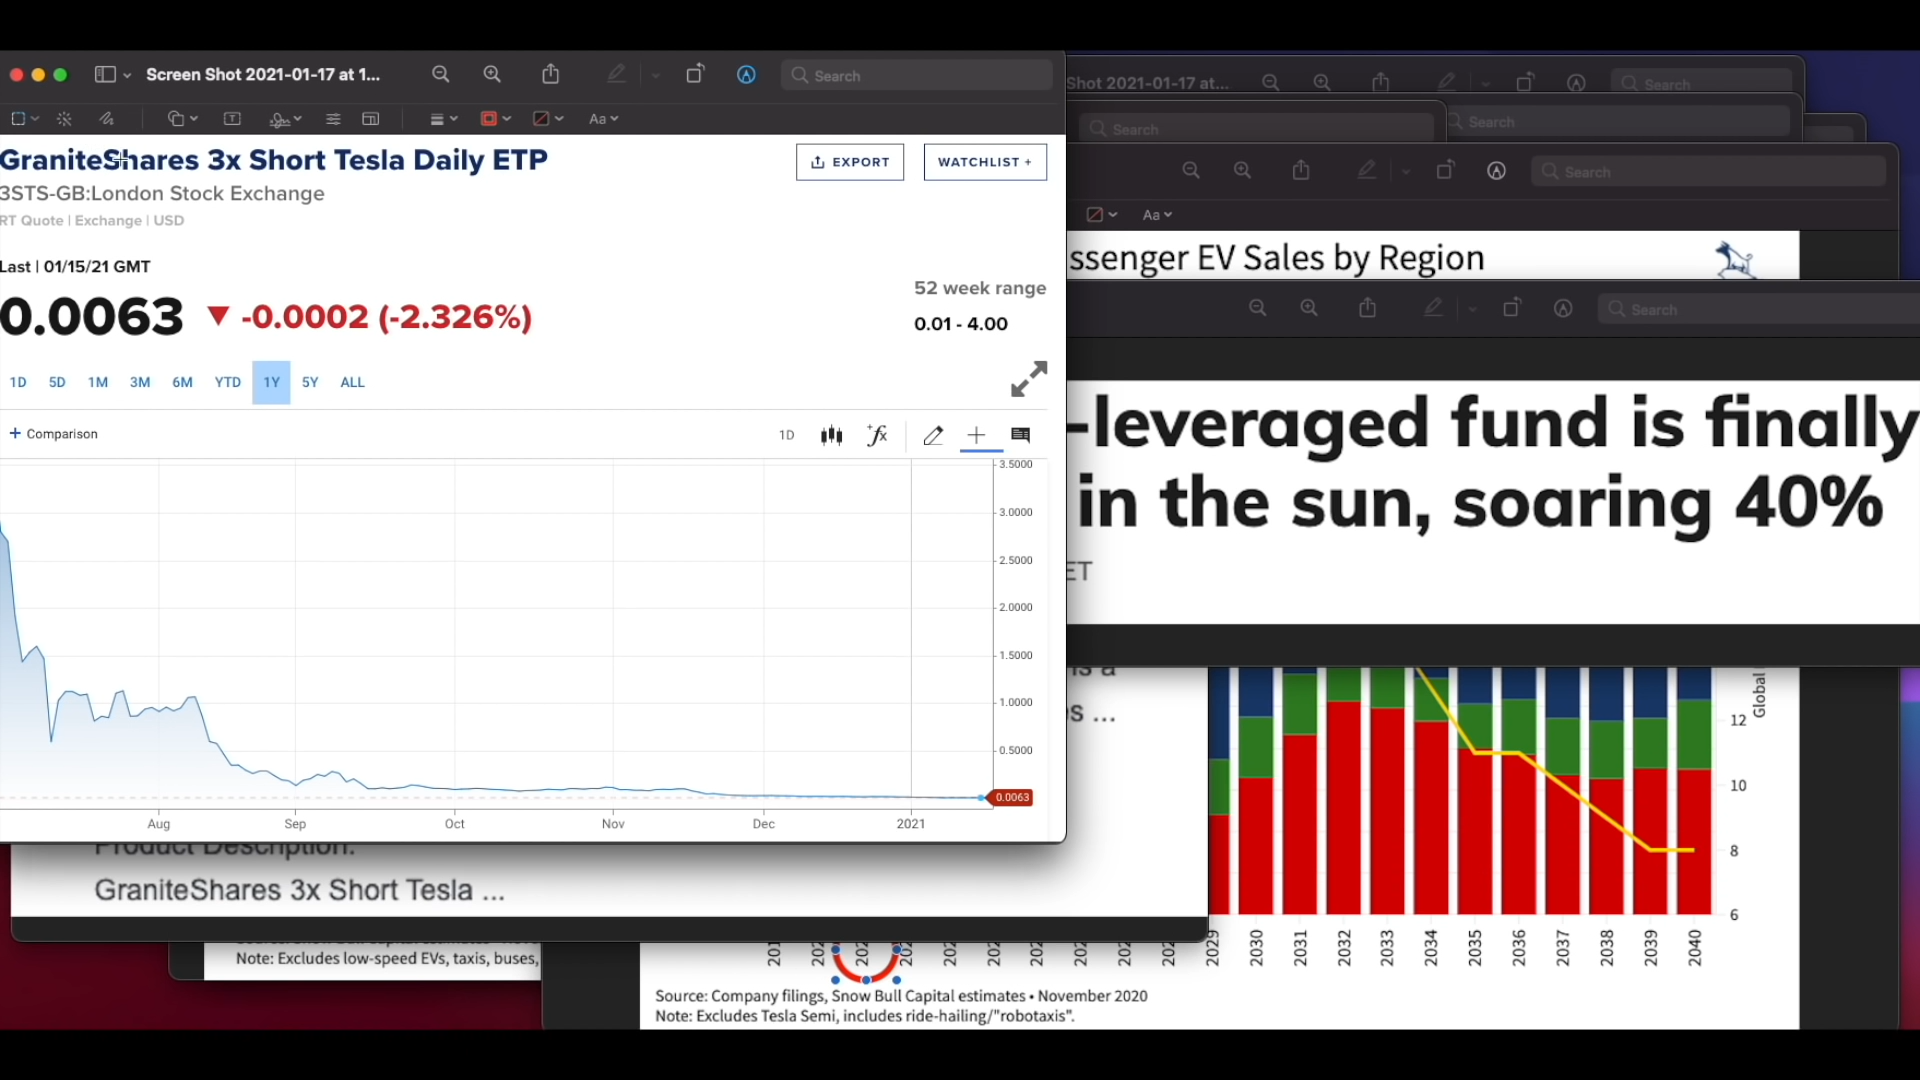 Screen Shot 2021-01-17 at 1...
Search
Shot 2021-01-17 at...
Search
Search
Search
Search
Aa
Aa
GraniteShares 3x Short Tesla Daily ETP
EXPORT
WATCHLIST +
3STS-GB:London Stock Exchange
RT Quote | Exchange | USD
Last | 01/15/21 GMT
0.0063 ▼ -0.0002 (-2.326%)
52 week range
0.01 - 4.00
1D 5D 1M 3M 6M YTD 1Y 5Y ALL
+ Comparison
1D
3.5000
3.0000
2.5000
2.0000
1.5000
1.0000
0.5000
0.0063
Aug Sep Oct Nov Dec 2021
ssenger EV Sales by Region
Search
-leveraged fund is finally
in the sun, soaring 40%
ET
s ...
Global
12
10
8
6
Product Description:
GraniteShares 3x Short Tesla ...
Note: Excludes low-speed EVs, taxis, buses,
2029 2030 2031 2032 2033 2034 2035 2036 2037 2038 2039 2040
Source: Company filings, Snow Bull Capital estimates • November 2020
Note: Excludes Tesla Semi, includes ride-hailing/"robotaxis".